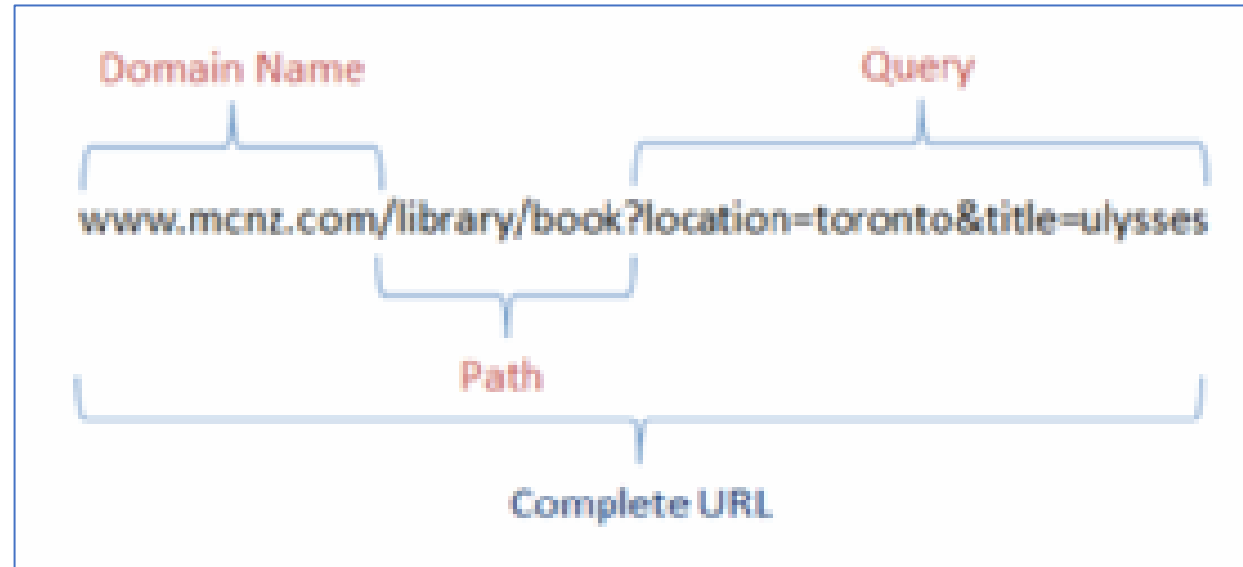 Domain Name Query
www.mcnz.com/library/book?location=toronto&title=ulysses
Path
Complete URL